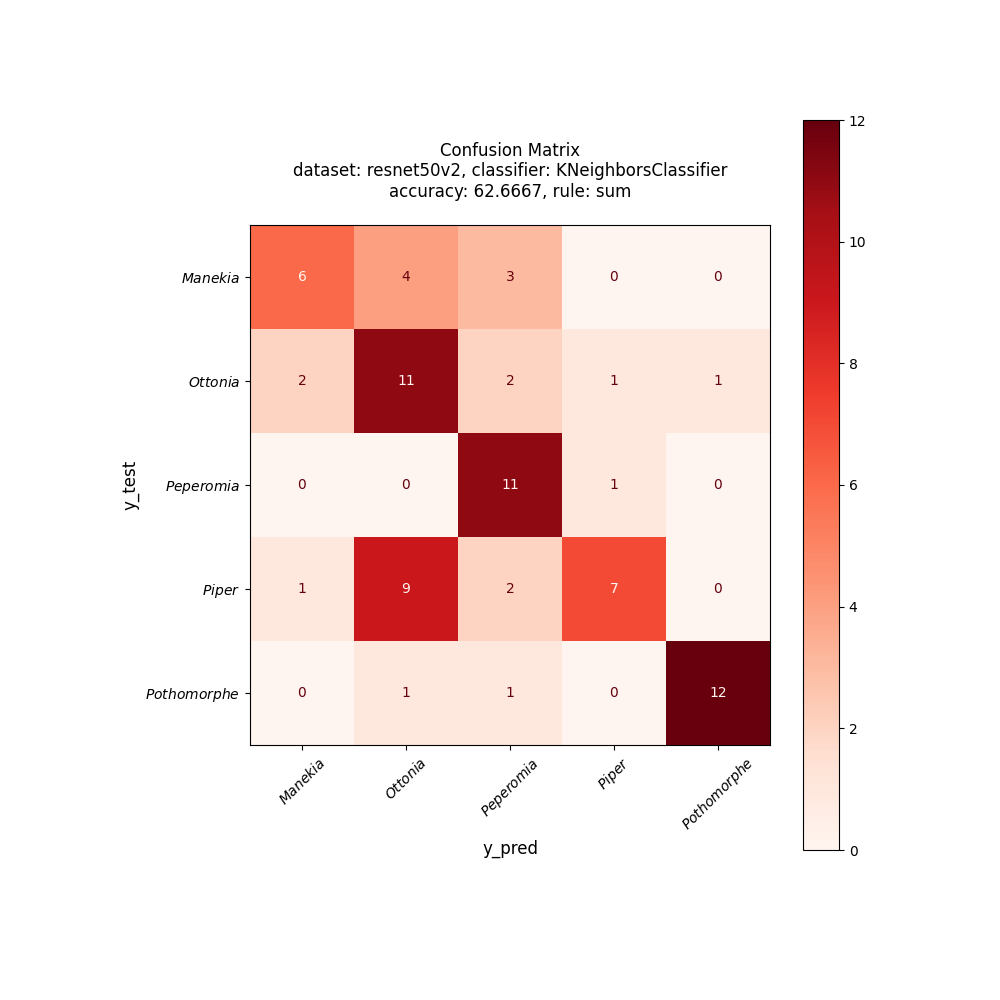 Confusion Matrix
dataset: resnet50v2, classifier: KNeighborsClassifier
accuracy: 62.6667, rule: sum
y_test
Manekia 6 4 3 0 0
Ottonia 2 11 2 1 1
Peperomia 0 0 11 1 0
Piper 1 9 2 7 0
Pothomorphe 0 1 1 0 12
Manekia Ottonia Peperomia Piper Pothomorphe
y_pred
12
10
8
6
4
2
0